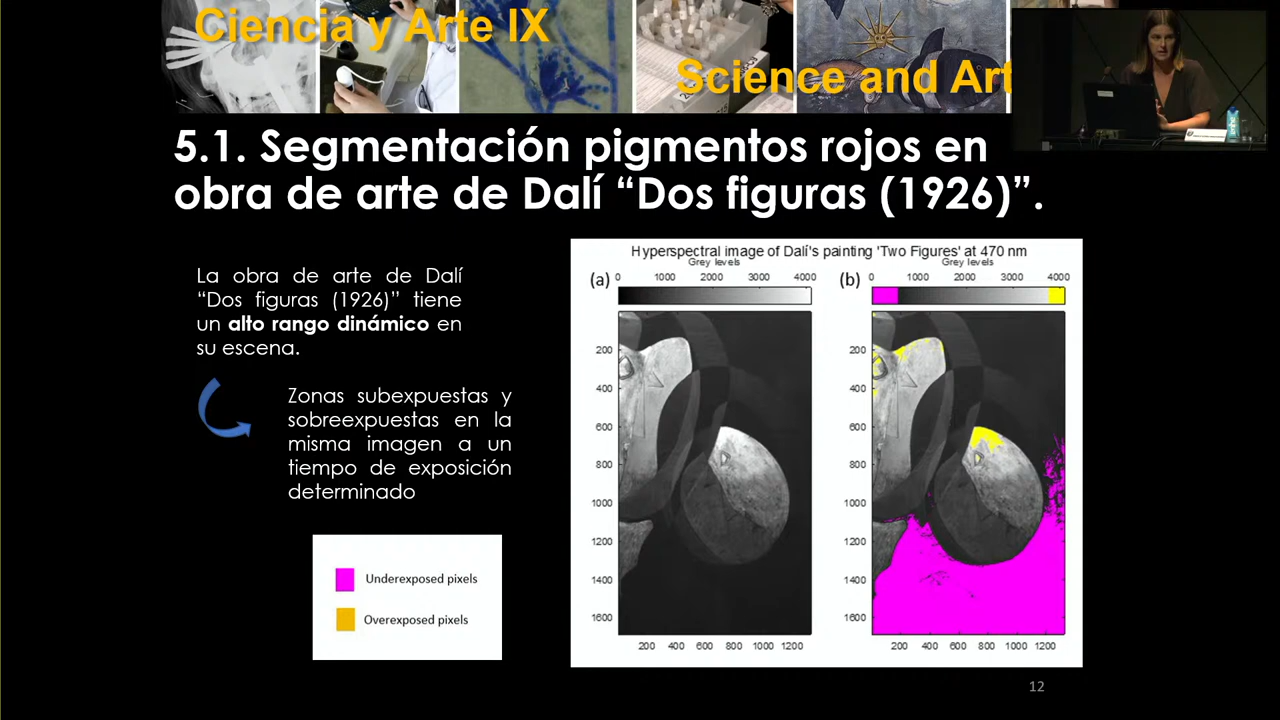 Ciencia y Arte IX
Science and Art
5.1. Segmentación pigmentos rojos en
obra de arte de Dalí “Dos figuras (1926)”.
La obra de arte de Dalí
“Dos figuras (1926)” tiene
un alto rango dinámico en
su escena.
Zonas subexpuestas y
sobreexpuestas en la
misma imagen a un
tiempo de exposición
determinado
Underexposed pixels
Overexposed pixels
Hyperspectral image of Dalí's painting 'Two Figures' at 470 nm
Grey levels
(a) 0 1000 2000 3000 4000
200
400
600
800
1000
1200
1400
1600
200 400 600 800 1000 1200
Grey levels
(b) 0 1000 2000 3000 4000
200
400
600
800
1000
1200
1400
1600
200 400 600 800 1000 1200
12